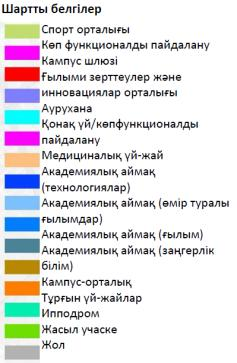 Шартты белгілер
Спорт орталығы
Көп функционалды пайдалану
Кампус шлюзі
Ғылыми зерттеулер және
инновациялар орталығы
Аурухана
Қонақ үй/көпфункционалды
пайдалану
Медициналық үй-жай
Академиялық аймақ
(технологиялар)
Академиялық аймақ (өмір туралы
ғылымдар)
Академиялық аймақ (ғылым)
Академиялық аймақ (заңгерлік
білім)
Кампус-орталық
Тұрғын үй-жайлар
Ипподром
Жасыл учаске
Жол